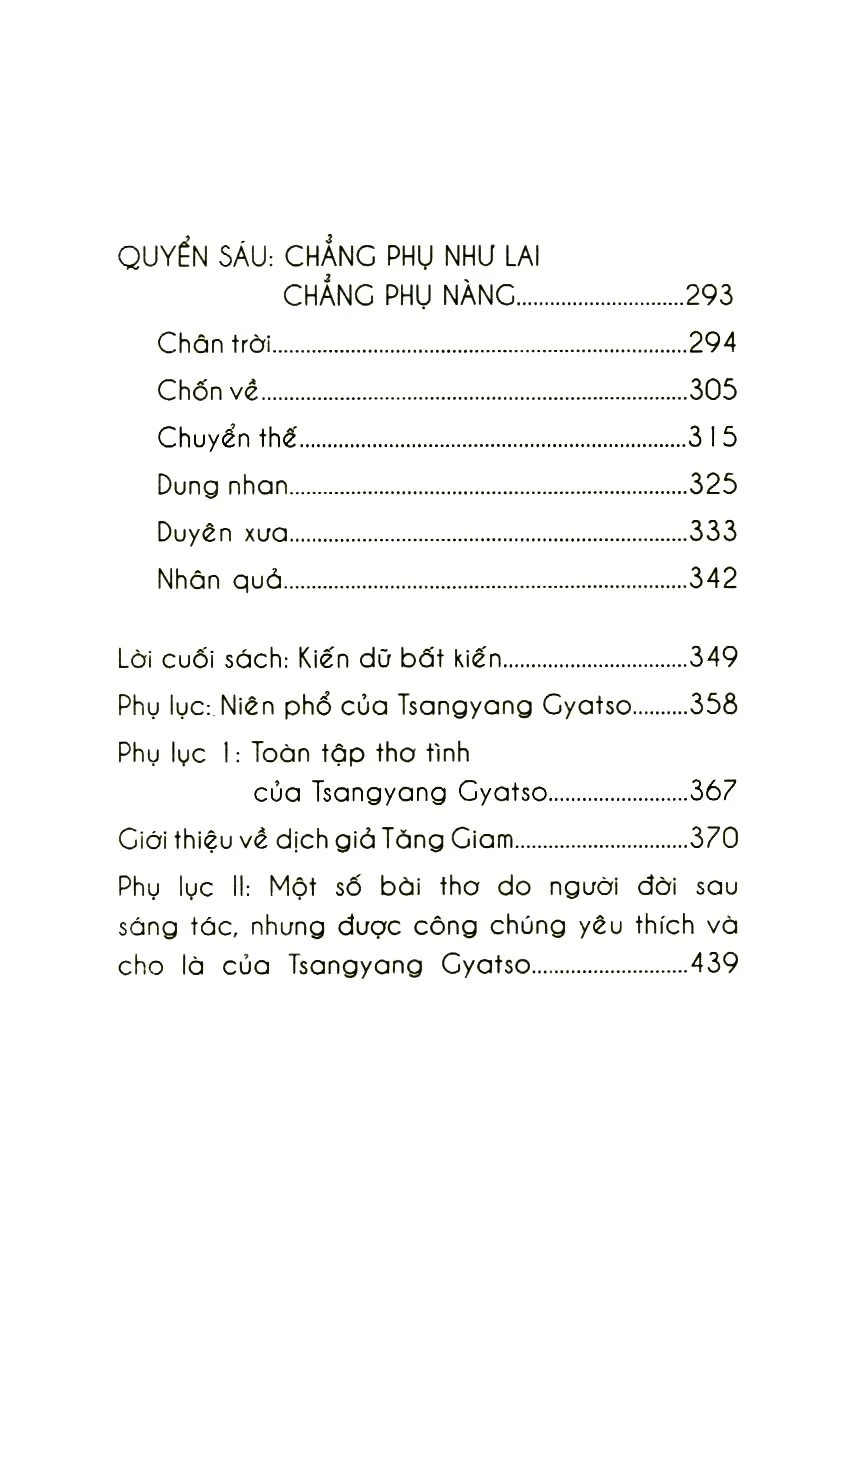 QUYỂN SÁU: CHẲNG PHỤ NHƯ LAI
CHẲNG PHỤ NÀNG..............................293
Chân trời...........................................................................294
Chốn về.............................................................................305
Chuyển thế......................................................................315
Dung nhan........................................................................325
Duyên xưa........................................................................333
Nhân quả.........................................................................342
Lời cuối sách: Kiến dữ bất kiến.................................349
Phụ lục: Niên phổ của Tsangyang Gyatso..........358
Phụ lục 1: Toàn tập thơ tình
của Tsangyang Gyatso.........................367
Giới thiệu về dịch giả Tăng Giam...............................370
Phụ lục II: Một số bài thơ do người đời sau
sáng tác, nhưng được công chúng yêu thích và
cho là của Tsangyang Gyatso............................439